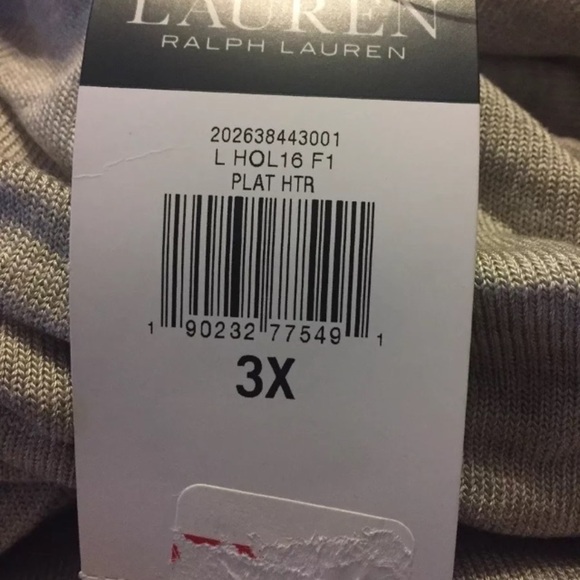 LAUREN
RALPH LAUREN
202638443001
L HOL16 F1
PLAT HTR
1 90232 77549 1
3X